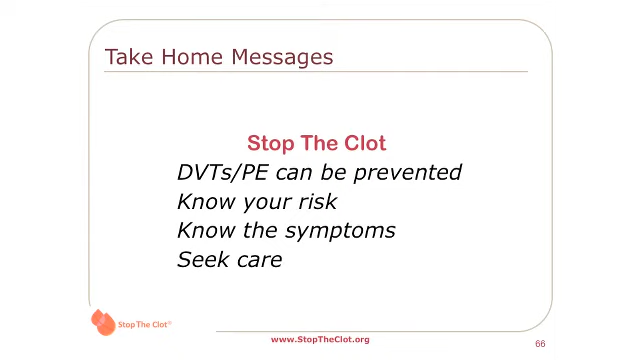 Take Home Messages
Stop The Clot
DVTs/PE can be prevented
Know your risk
Know the symptoms
Seek care
Stop The Clot®
www.StopTheClot.org
66